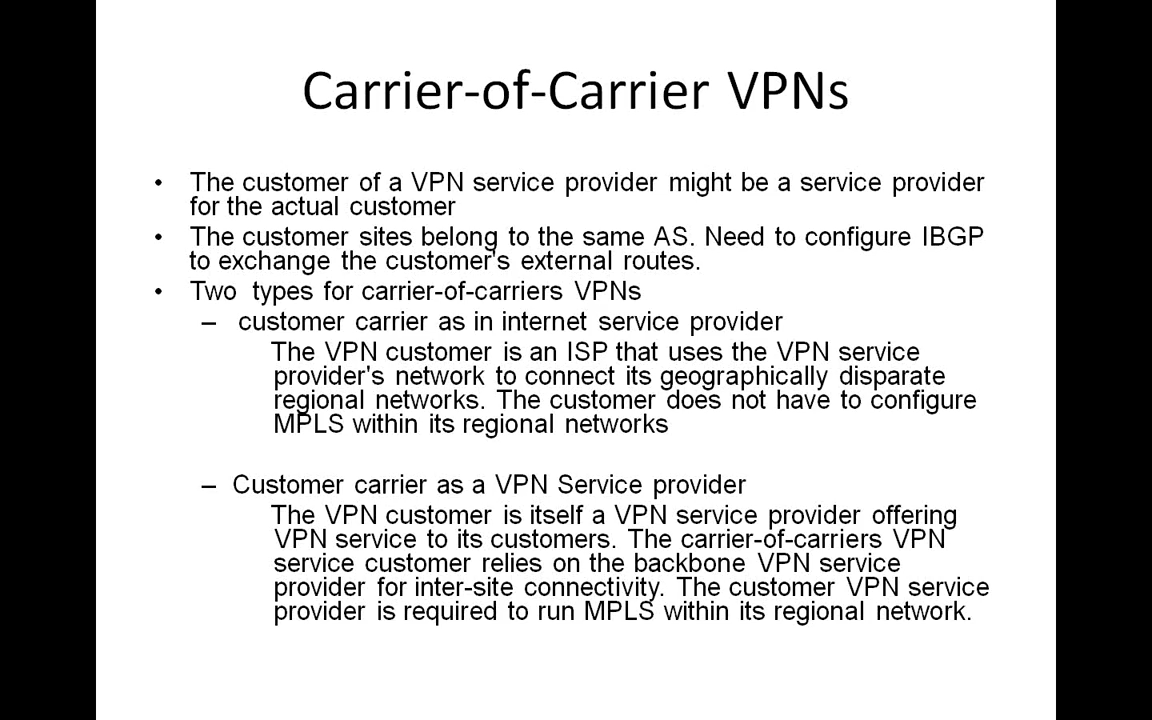 Carrier-of-Carrier VPNs
• The customer of a VPN service provider might be a service provider
for the actual customer
• The customer sites belong to the same AS. Need to configure IBGP
to exchange the customer's external routes.
• Two types for carrier-of-carriers VPNs
– customer carrier as in internet service provider
The VPN customer is an ISP that uses the VPN service
provider's network to connect its geographically disparate
regional networks. The customer does not have to configure
MPLS within its regional networks
– Customer carrier as a VPN Service provider
The VPN customer is itself a VPN service provider offering
VPN service to its customers. The carrier-of-carriers VPN
service customer relies on the backbone VPN service
provider for inter-site connectivity. The customer VPN service
provider is required to run MPLS within its regional network.